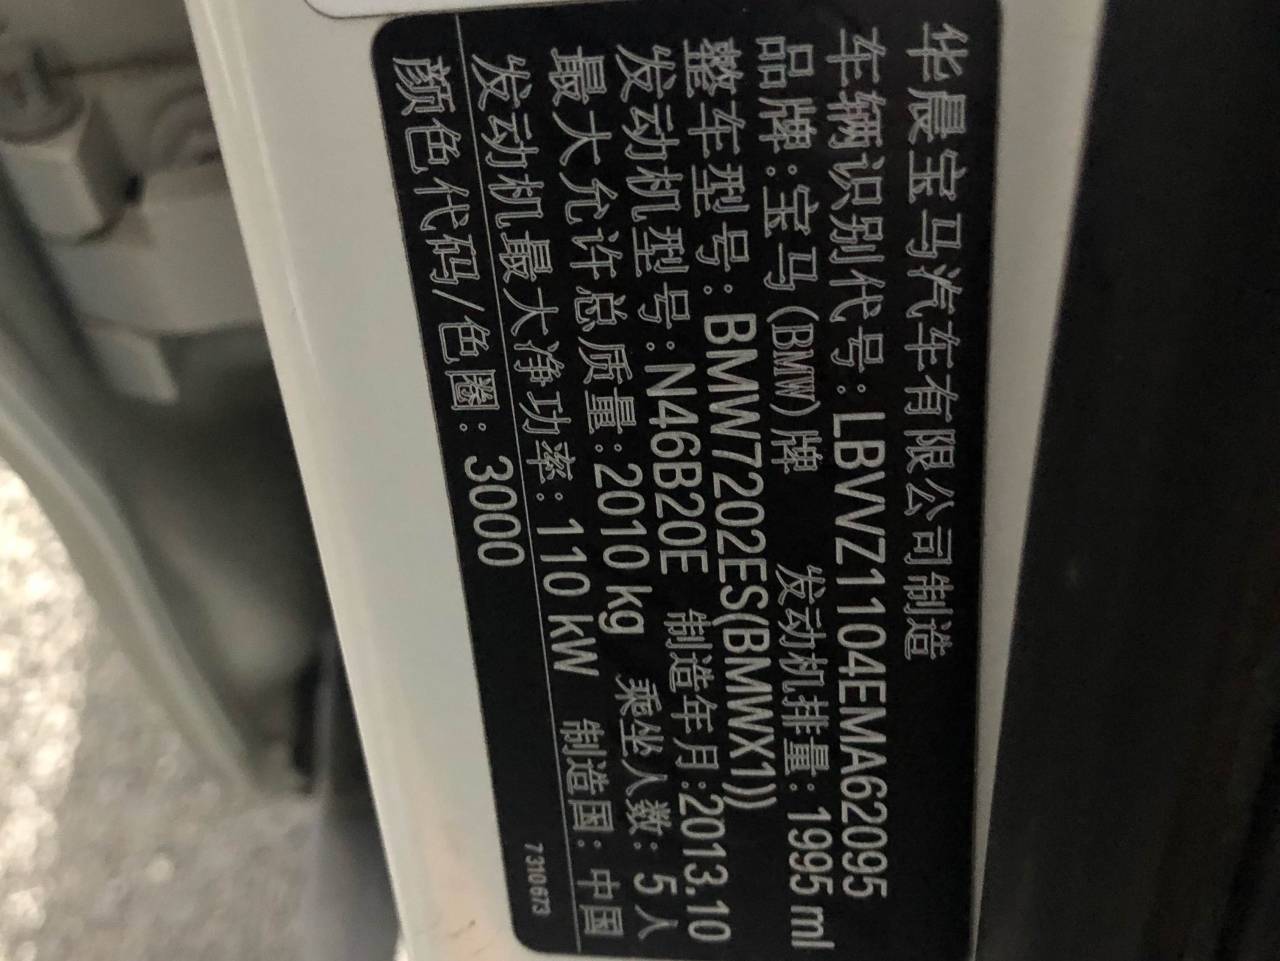 华晨宝马汽车有限公司制造
车辆识别代号：LBVVZ1104EMA62095
品牌：宝马(BMW)牌 发动机排量：1995 ml
整车型号：BMW7202ES(BMWX1))
发动机型号：N46B20E 制造年月：2013.10
最大允许总质量：2010 kg 乘坐人数：5 人
发动机最大净功率：110 kW 制造国：中国
颜色代码/色圈：3000
7310673